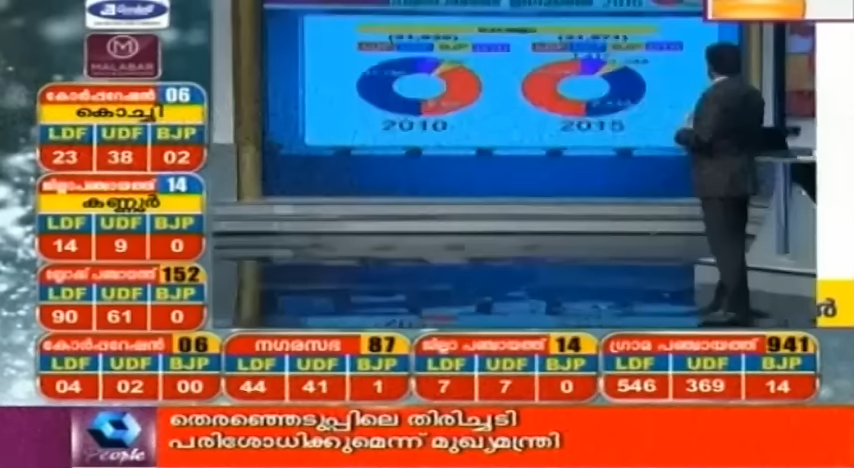 MALABAR
കോർപ്പറേഷൻ 06
കൊച്ചി
LDF UDF BJP
23 38 02
ജില്ലാപഞ്ചായത്ത് 14
കണ്ണൂർ
LDF UDF BJP
14 9 0
ബ്ലോക്ക് പഞ്ചായത്ത് 152
LDF UDF BJP
90 61 0
2010 2015
കോർപ്പറേഷൻ 06
LDF UDF BJP
04 02 00
നഗരസഭ 87
LDF UDF BJP
44 41 1
ജില്ലാ പഞ്ചായത്ത് 14
LDF UDF BJP
7 7 0
ഗ്രാമ പഞ്ചായത്ത് 941
LDF UDF BJP
546 369 14
People
തെരഞ്ഞെടുപ്പിലെ തിരിച്ചടി
പരിശോധിക്കുമെന്ന് മുഖ്യമന്ത്രി